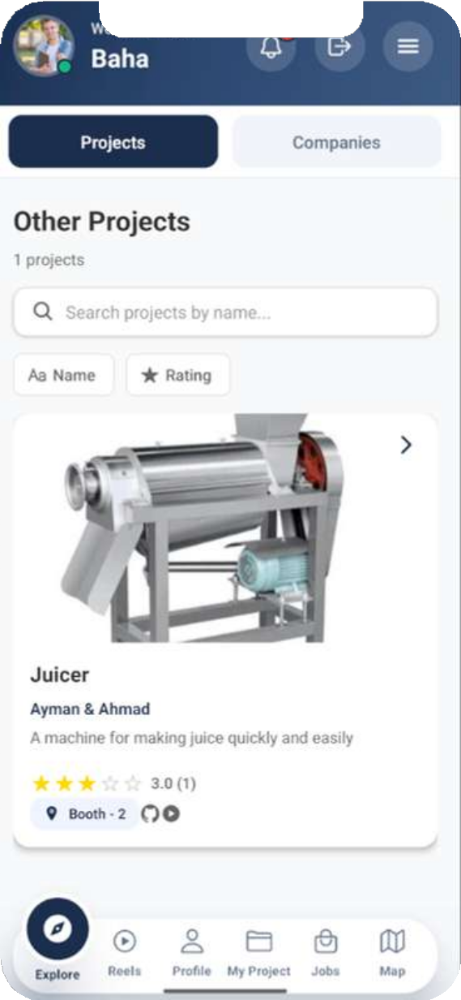 Baha
Projects
Companies
Other Projects
1 projects
Search projects by name...
Aa Name
Rating
Juicer
Ayman & Ahmad
A machine for making juice quickly and easily
3.0 (1)
Booth - 2
Explore
Reels
Profile
My Project
Jobs
Map